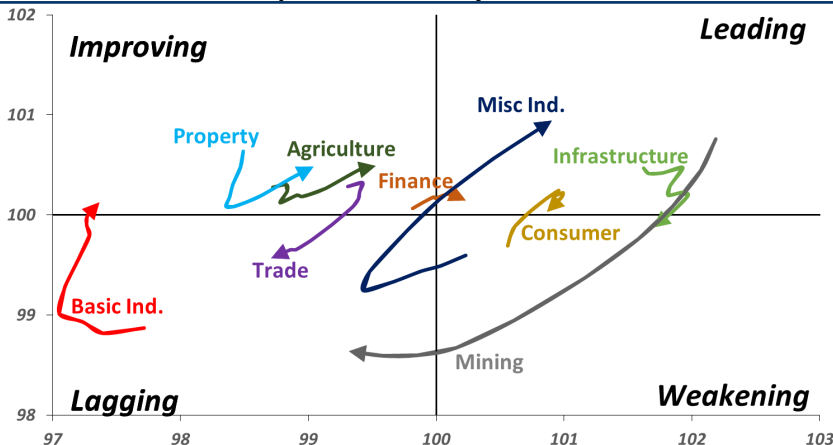 102
Improving
Leading
101
Misc Ind.
Property
Agriculture
Infrastructure
Finance
100
Consumer
Trade
99
Basic Ind.
Mining
Lagging
Weakening
98
97 98 99 100 101 102 103